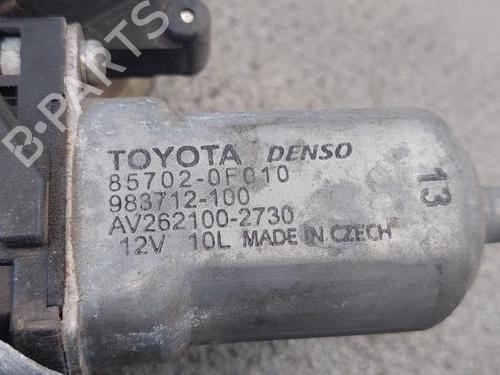 B-PARTS
TOYOTA DENSO
85702-0F010
983712-100
AV262100-2730
12V 10L MADE IN CZECH
13